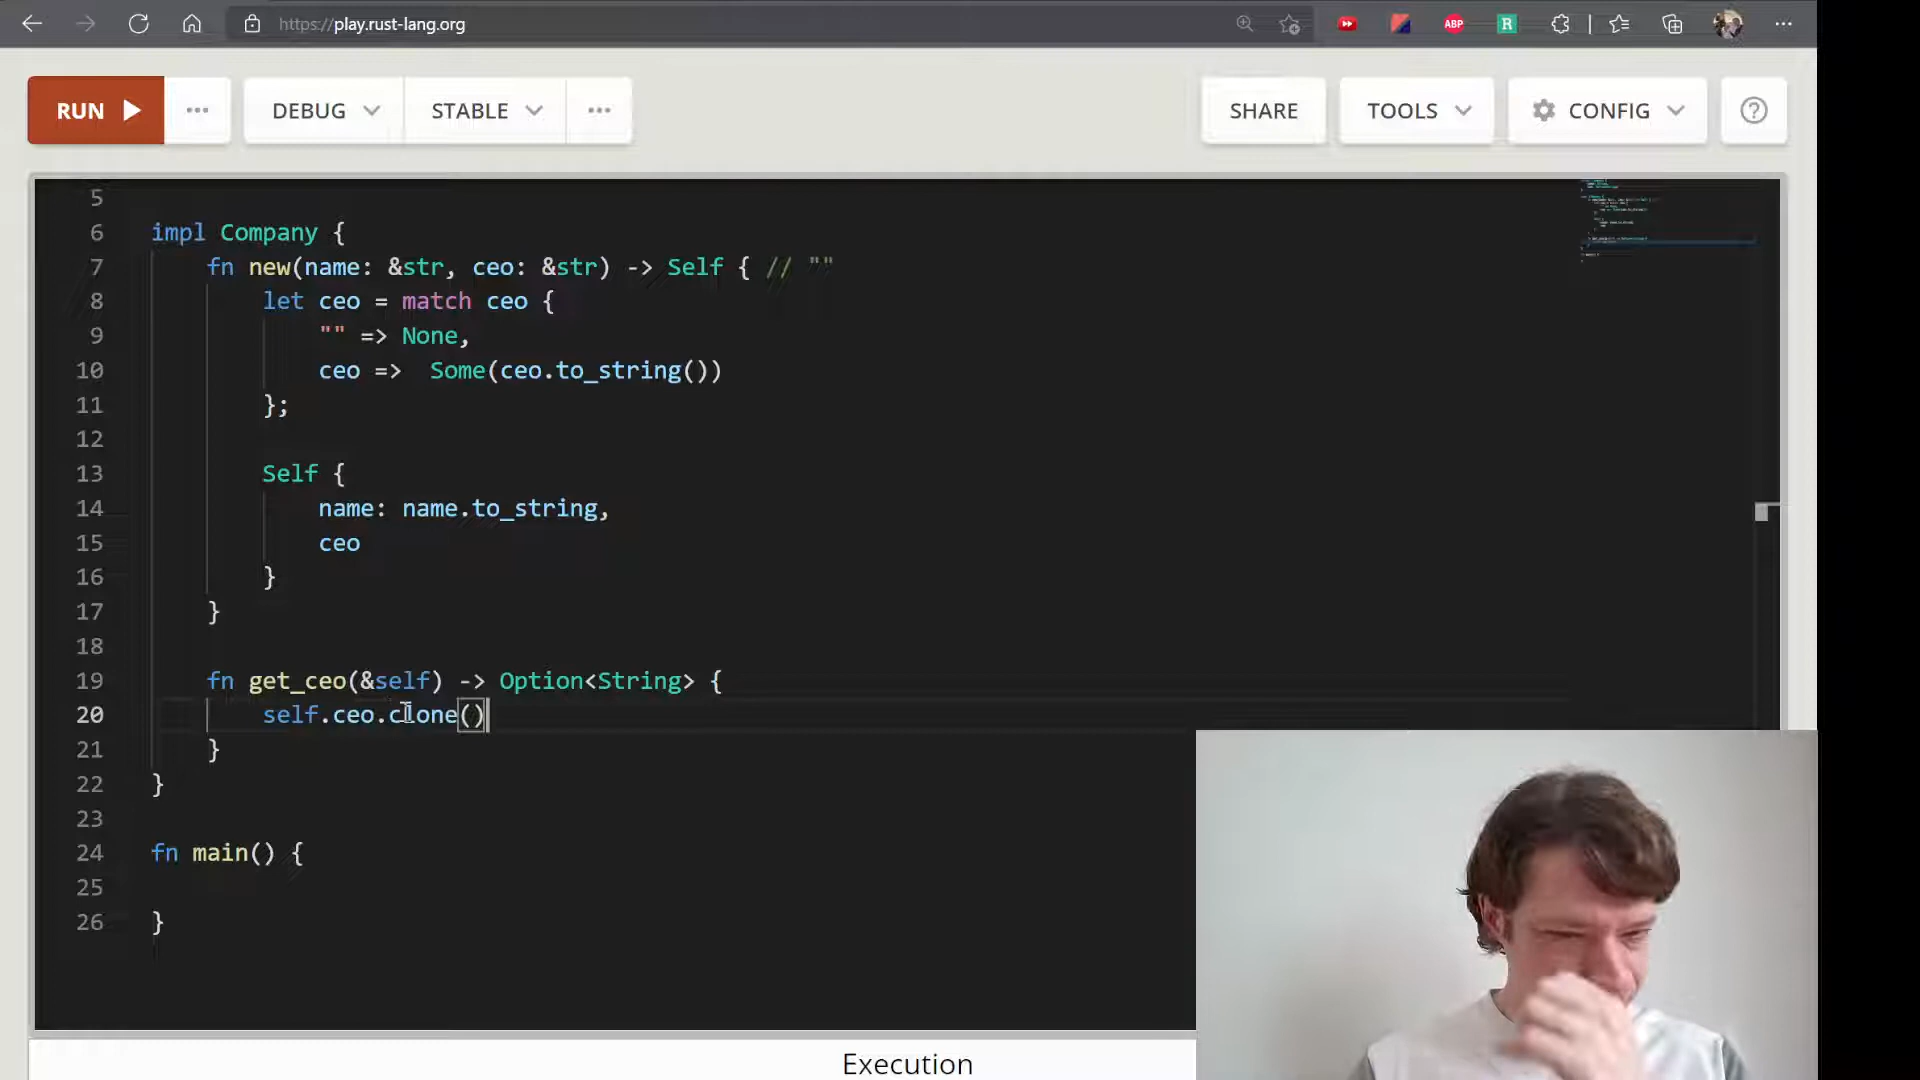 https://play.rust-lang.org
ABP
R
RUN
DEBUG
STABLE
SHARE
TOOLS
CONFIG
?
5
6 impl Company {
7 fn new(name: &str, ceo: &str) -> Self { // ""
8 let ceo = match ceo {
9 "" => None,
10 ceo =>  Some(ceo.to_string())
11 };
12
13 Self {
14 name: name.to_string,
15 ceo
16 }
17 }
18
19 fn get_ceo(&self) -> Option<String> {
20 self.ceo.clone()
21 }
22 }
23
24 fn main() {
25
26 }
Execution